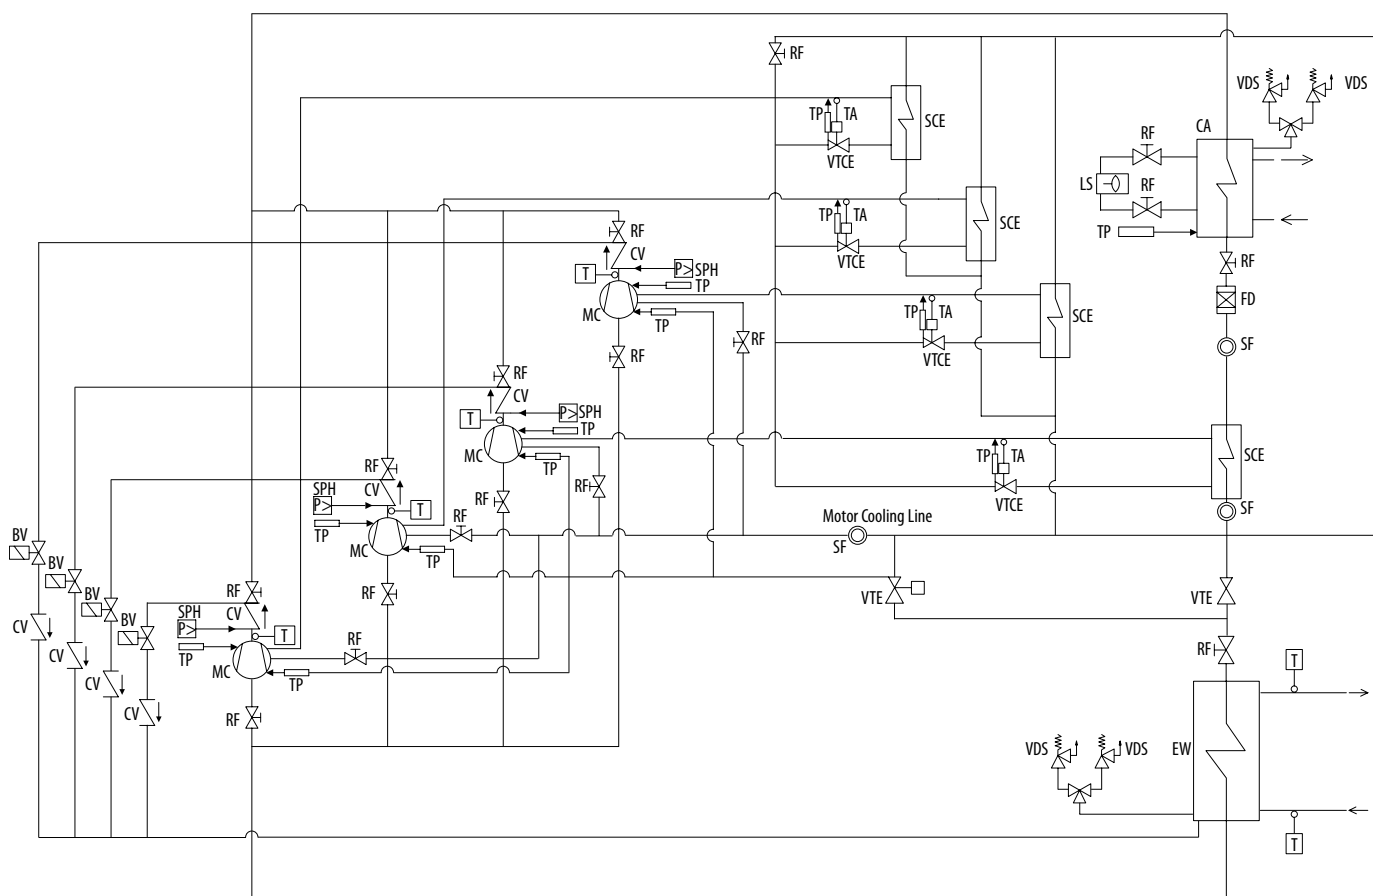 RF
VDS VDS
TP TA
SCE
CA
RF
VTCE
RF
LS
TP TA
RF
SCE
TP
CV
VTCE
RF
T
P> SPH
TP
FD
MC
TP
TP TA
SCE
RF
RF
SF
VTCE
RF
CV
T
P> SPH
TP
MC
TP
TP TA
SCE
RF
SPH
CV
RF
RF
VTCE
P>
T
RF
Motor Cooling Line
SF
TP
MC
TP
SF
BV
BV
BV
BV
RF
RF
VTE
VTE
SPH
CV
CV
P>
T
RF
RF
CV
TP
MC
TP
T
CV
CV
RF
VDS VDS
EW
T